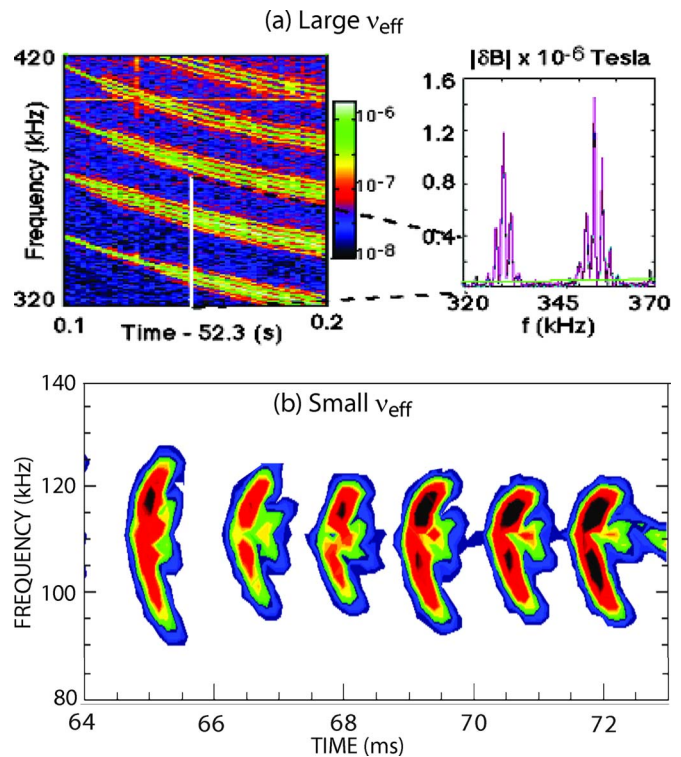 (a) Large νeff
420
Frequency (kHz)
320
0.1
Time - 52.3 (s)
0.2
10-6
10-7
10-8
|δB| x 10-6 Tesla
1.6
1.2
0.8
0.4
320
345
370
f (kHz)
(b) Small νeff
140
120
100
80
FREQUENCY (kHz)
64
66
68
70
72
TIME (ms)